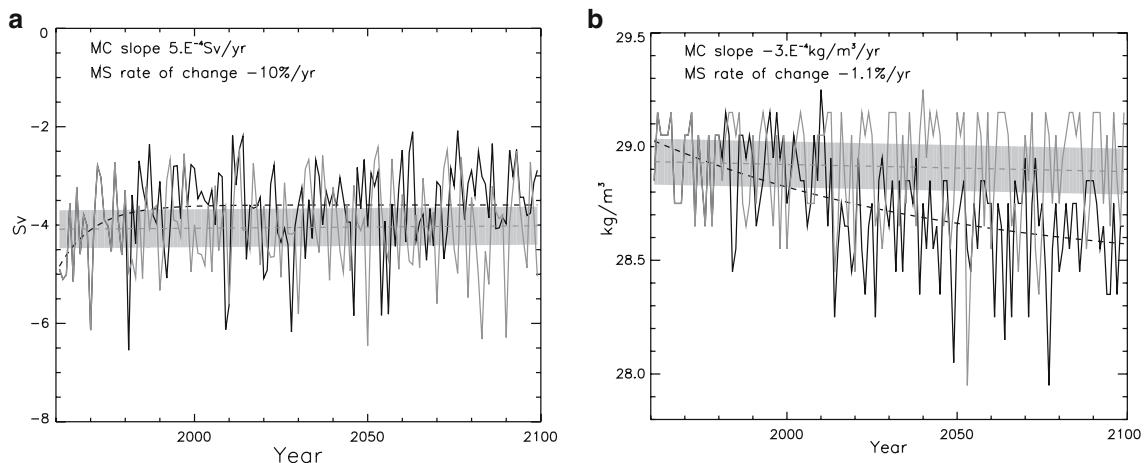 a
MC slope 5.E⁻⁴Sv/yr
MS rate of change −10%/yr
0
−2
−4
−6
−8
Sv
2000
2050
2100
Year
b
MC slope −3.E⁻⁴kg/m³/yr
MS rate of change −1.1%/yr
29.5
29.0
28.5
28.0
kg/m³
2000
2050
2100
Year